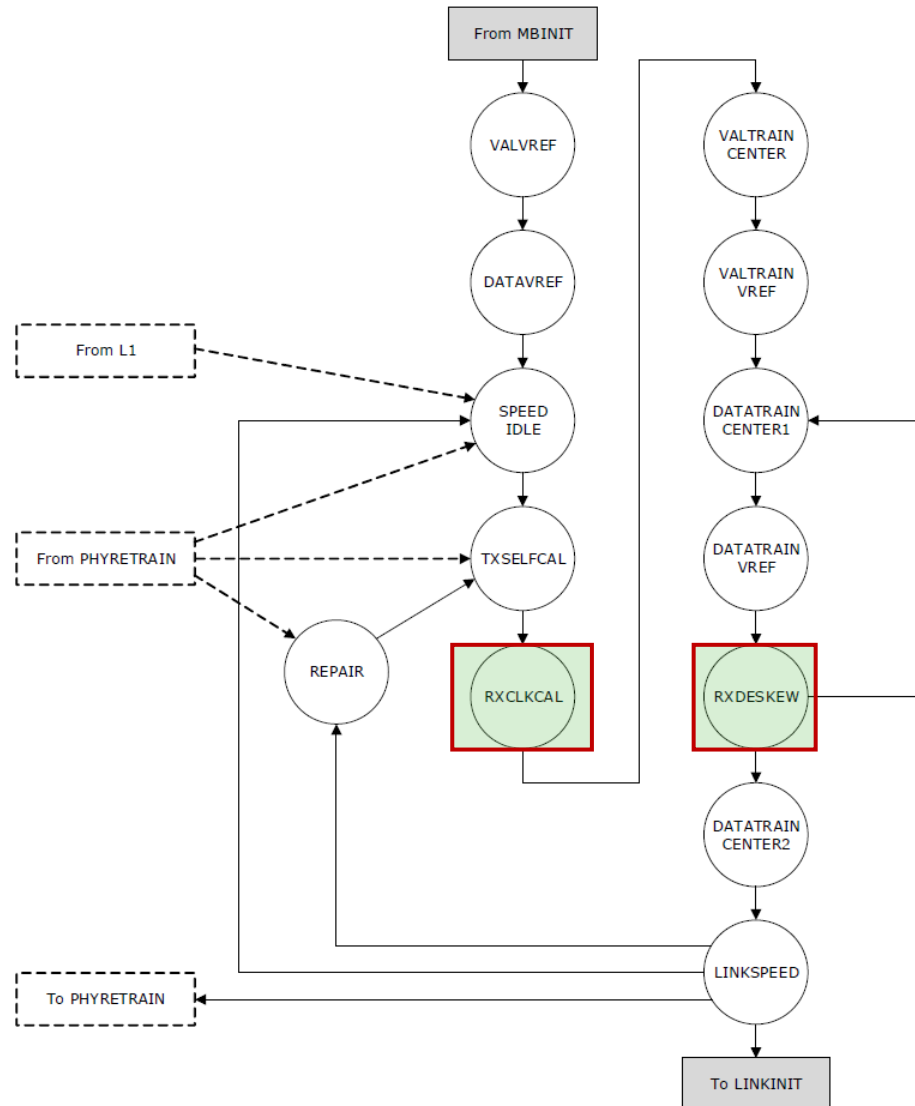 From MBINIT
VALVREF
DATAVREF
From L1
SPEED
IDLE
From PHYRETRAIN
TXSELFCAL
REPAIR
RXCLKCAL
VALTRAIN
CENTER
VALTRAIN
VREF
DATATRAIN
CENTER1
DATATRAIN
VREF
RXDESKEW
DATATRAIN
CENTER2
LINKSPEED
To PHYRETRAIN
To LINKINIT